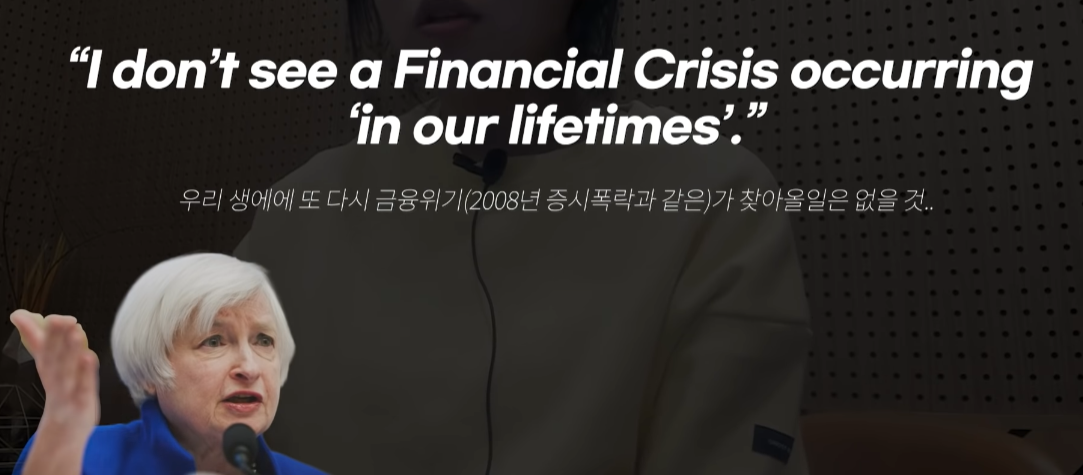 “I don’t see a Financial Crisis occurring
‘in our lifetimes’.”
우리 생에에 또 다시 금융위기(2008년 증시폭락과 같은)가 찾아올일은 없을 것..